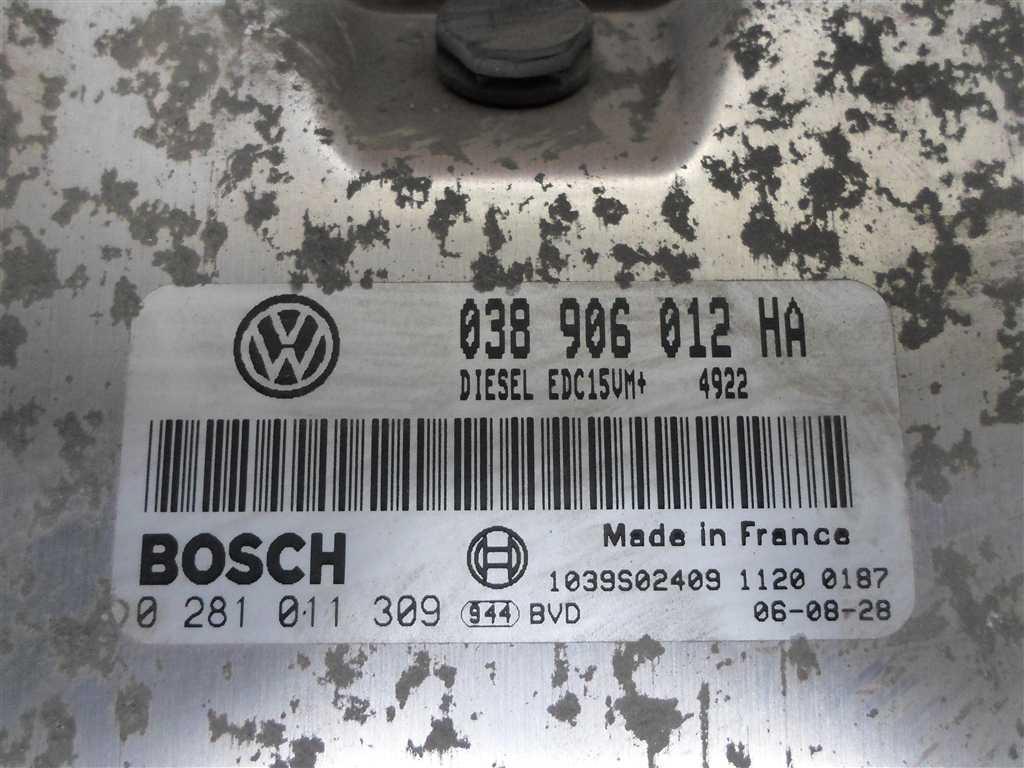 038 906 012 HA
DIESEL EDC15VM+ 4922
BOSCH
Made in France
1039S02409 1120 0187
0 281 011 309 944 BVD 06-08-28